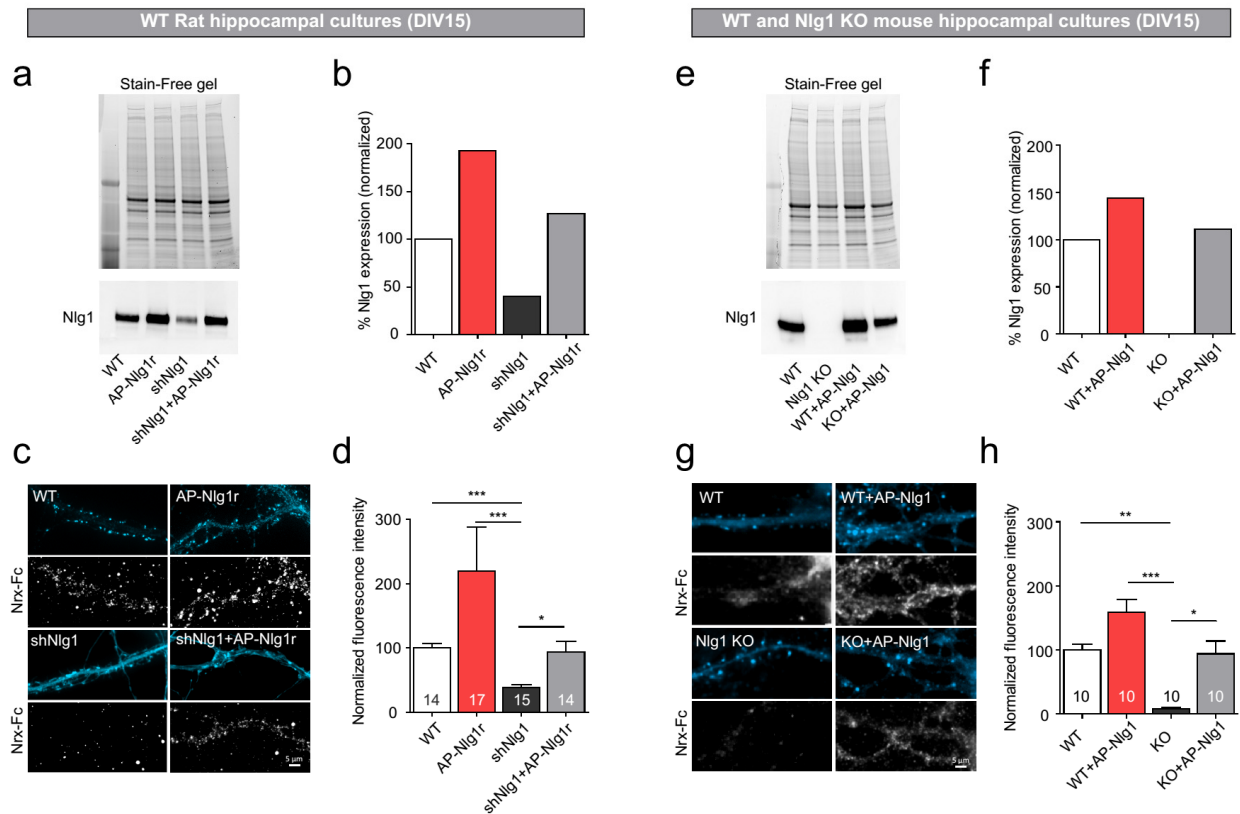 WT Rat hippocampal cultures (DIV15)
WT and Nlg1 KO mouse hippocampal cultures (DIV15)
a
Stain-Free gel
Nlg1
WT
AP-Nlg1r
shNlg1
shNlg1+AP-Nlg1r
b
% Nlg1 expression (normalized)
200
150
100
50
0
WT
AP-Nlg1r
shNlg1
shNlg1+AP-Nlg1r
c
WT
AP-Nlg1r
Nrx-Fc
shNlg1
shNlg1+AP-Nlg1r
Nrx-Fc
5 µm
d
Normalized fluorescence intensity
300
200
100
0
***
***
*
14
17
15
14
WT
AP-Nlg1r
shNlg1
shNlg1+AP-Nlg1r
e
Stain-Free gel
Nlg1
WT
Nlg1 KO
WT+AP-Nlg1
KO+AP-Nlg1
f
% Nlg1 expression (normalized)
200
150
100
50
0
WT
WT+AP-Nlg1
KO
KO+AP-Nlg1
g
WT
WT+AP-Nlg1
Nrx-Fc
Nlg1 KO
KO+AP-Nlg1
Nrx-Fc
5 µm
h
Normalized fluorescence intensity
300
200
100
0
**
***
*
10
10
10
10
WT
WT+AP-Nlg1
KO
KO+AP-Nlg1